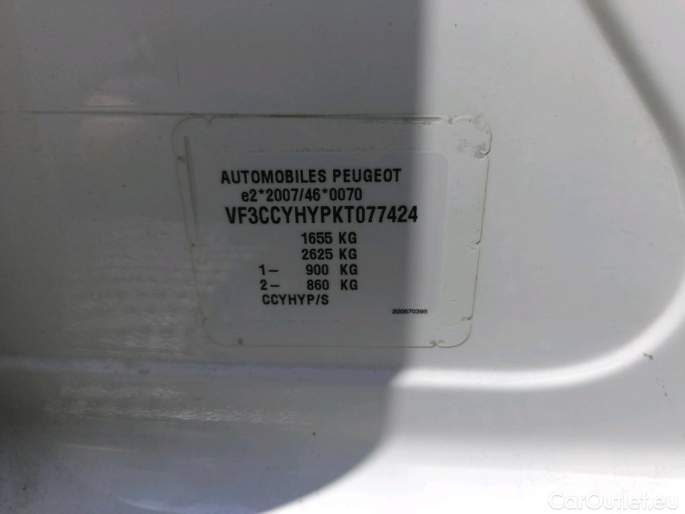 AUTOMOBILES PEUGEOT
e2*2007/46*0070
VF3CCYHYPKT077424
1655 KG
2625 KG
1– 900 KG
2– 860 KG
CCYHYP/S
CarOutlet.eu